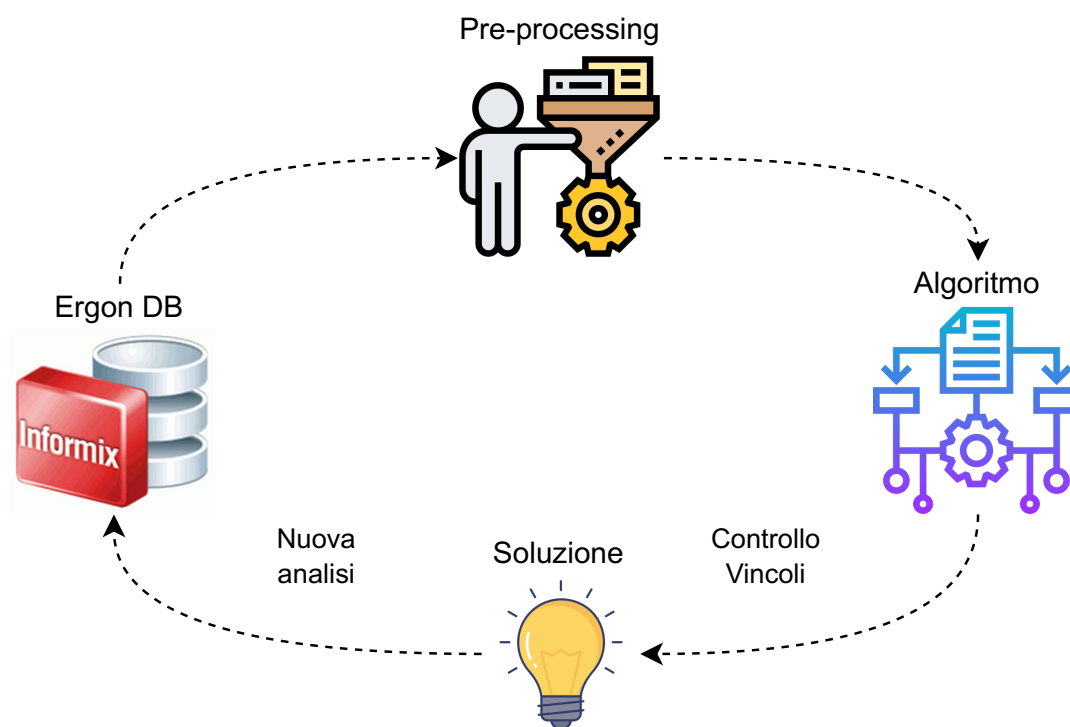 Pre-processing
Algoritmo
Ergon DB
Informix
Nuova
analisi
Soluzione
Controllo
Vincoli